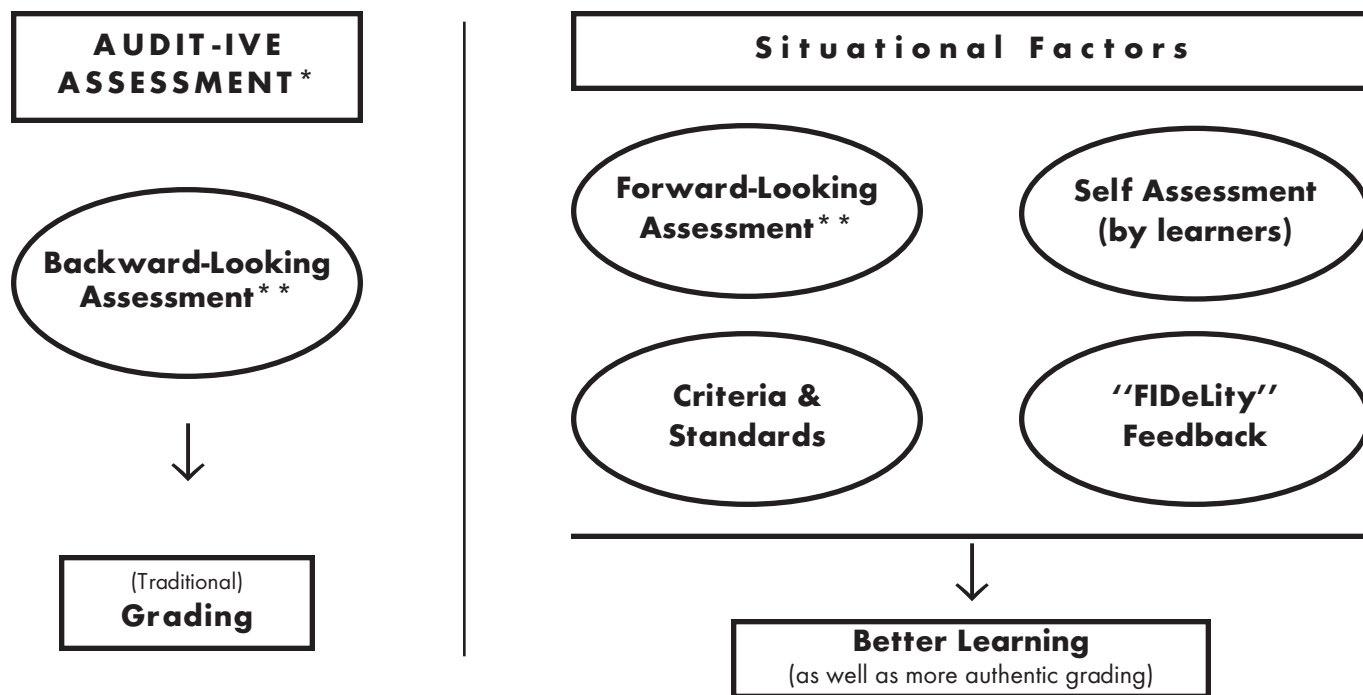 AUDIT-IVE
ASSESSMENT*
Backward-Looking
Assessment**
(Traditional)
Grading
Situational Factors
Forward-Looking
Assessment**
Self Assessment
(by learners)
Criteria &
Standards
"FIDeLity"
Feedback
Better Learning
(as well as more authentic grading)